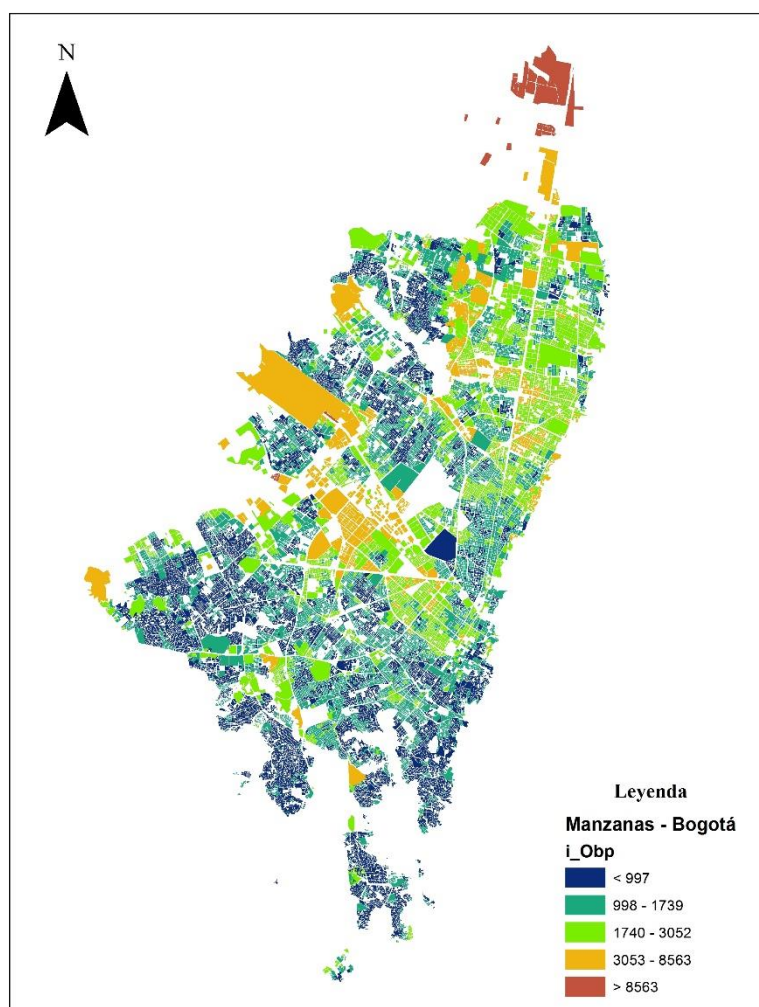 N
Leyenda
Manzanas - Bogotá
i_Obp
< 997
998 - 1739
1740 - 3052
3053 - 8563
> 8563